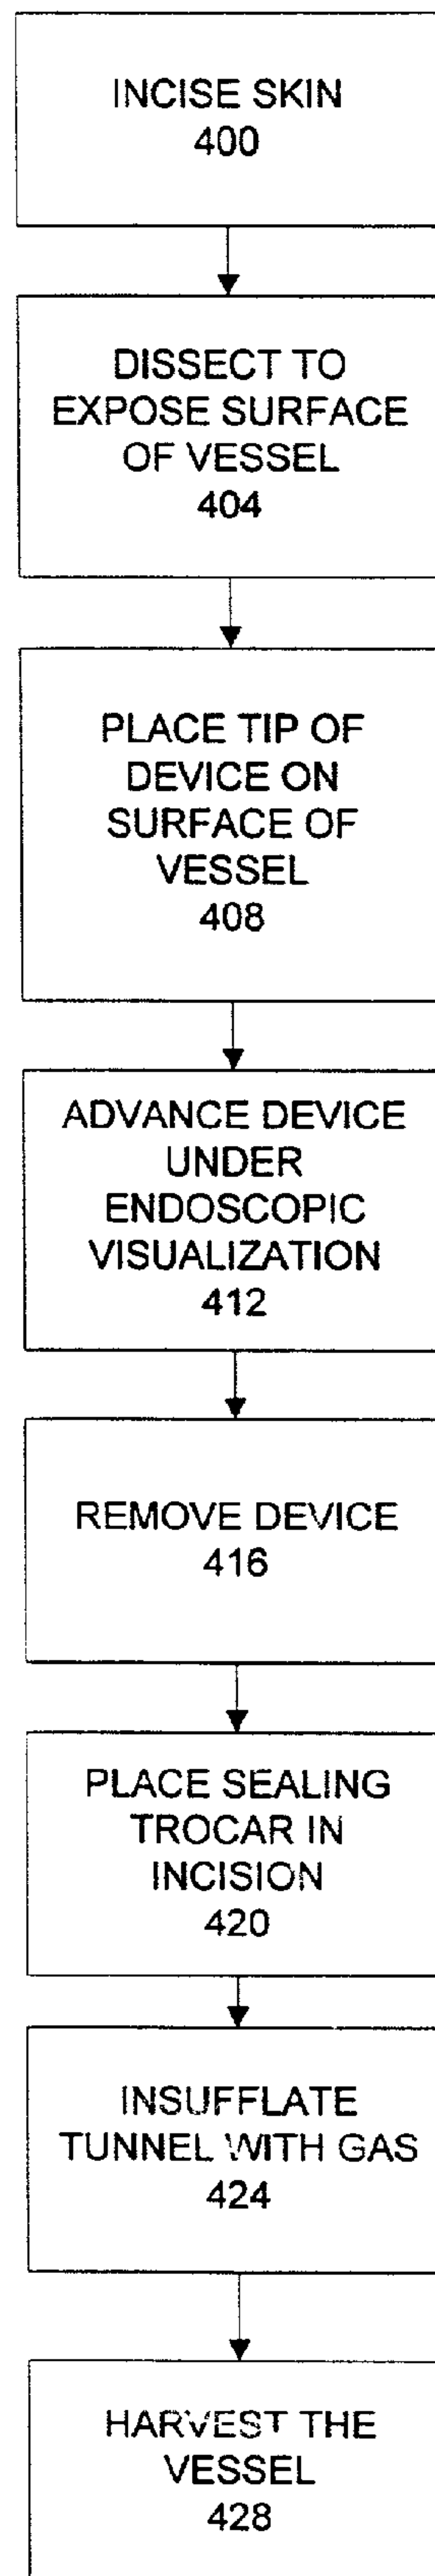 INCISE SKIN
400
DISSECT TO
EXPOSE SURFACE
OF VESSEL
404
PLACE TIP OF
DEVICE ON
SURFACE OF
VESSEL
408
ADVANCE DEVICE
UNDER
ENDOSCOPIC
VISUALIZATION
412
REMOVE DEVICE
416
PLACE SEALING
TROCAR IN
INCISION
420
INSUFFLATE
TUNNEL WITH GAS
424
HARVEST THE
VESSEL
428